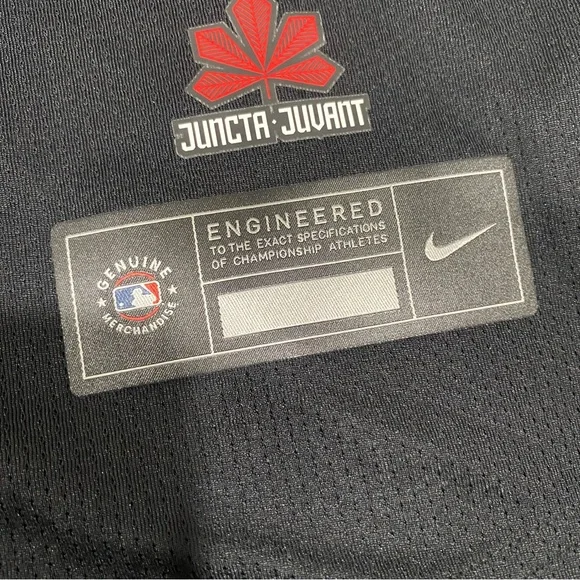 JUNCTA·JUVANT
ENGINEERED
TO THE EXACT SPECIFICATIONS
OF CHAMPIONSHIP ATHLETES
GENUINE
MERCHANDISE